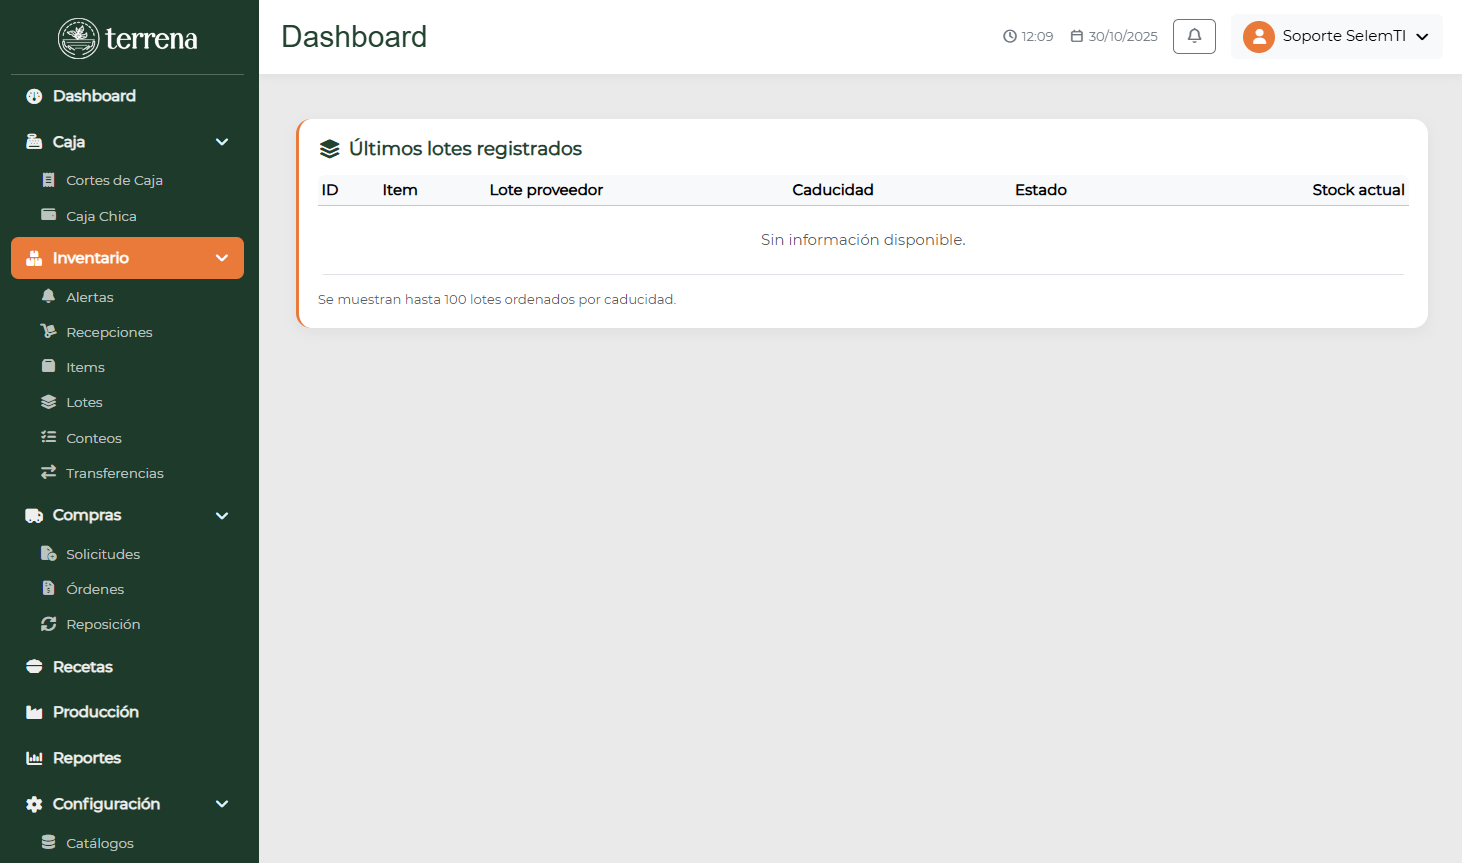 terrena
Dashboard
Caja
Cortes de Caja
Caja Chica
Inventario
Alertas
Recepciones
Items
Lotes
Conteos
Transferencias
Compras
Solicitudes
Órdenes
Reposición
Recetas
Producción
Reportes
Configuración
Catálogos
Dashboard
12:09 30/10/2025 Soporte SelemTI
Últimos lotes registrados
ID Item Lote proveedor Caducidad Estado Stock actual
Sin información disponible.
Se muestran hasta 100 lotes ordenados por caducidad.